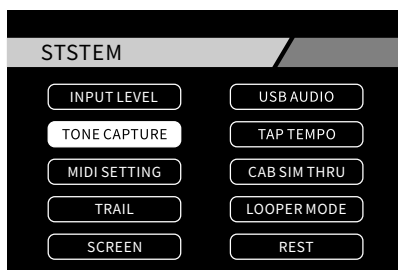 STSTEM
INPUT LEVEL
USB AUDIO
TONE CAPTURE
TAP TEMPO
MIDI SETTING
CAB SIM THRU
TRAIL
LOOPER MODE
SCREEN
REST